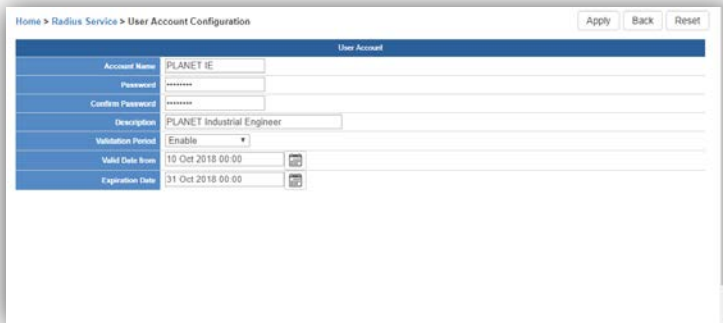 Home > Radius Service > User Account Configuration
Apply Back Reset
User Account
Account Name PLANET IE
Password ••••••••
Confirm Password ••••••••
Description PLANET Industrial Engineer
Validation Period Enable
Valid Date from 10 Oct 2018 00:00
Expiration Date 31 Oct 2018 00:00